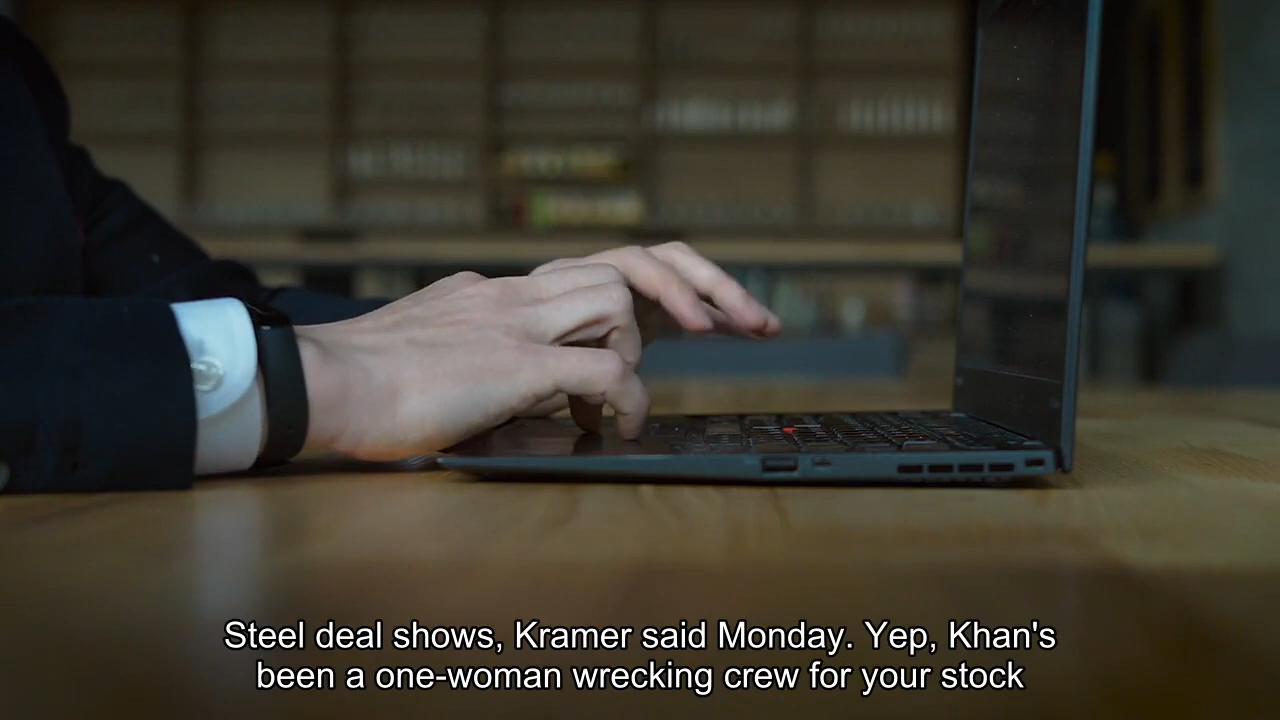 Steel deal shows, Kramer said Monday. Yep, Khan's
been a one-woman wrecking crew for your stock